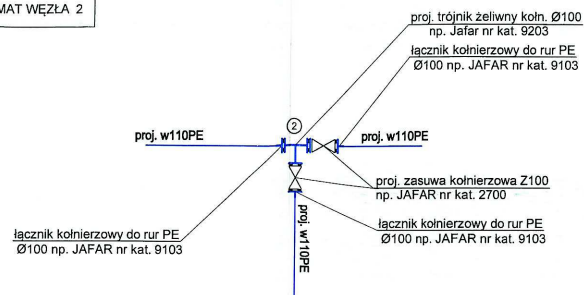 MAT WĘZŁA 2
proj. trójnik żeliwny kołn. Ø100
np. Jafar nr kat. 9203
łącznik kołnierzowy do rur PE
Ø100 np. JAFAR nr kat. 9103
2
proj. w110PE
proj. w110PE
proj. zasuwa kołnierzowa Z100
np. JAFAR nr kat. 2700
proj. w110PE
łącznik kołnierzowy do rur PE
Ø100 np. JAFAR nr kat. 9103
łącznik kołnierzowy do rur PE
Ø100 np. JAFAR nr kat. 9103